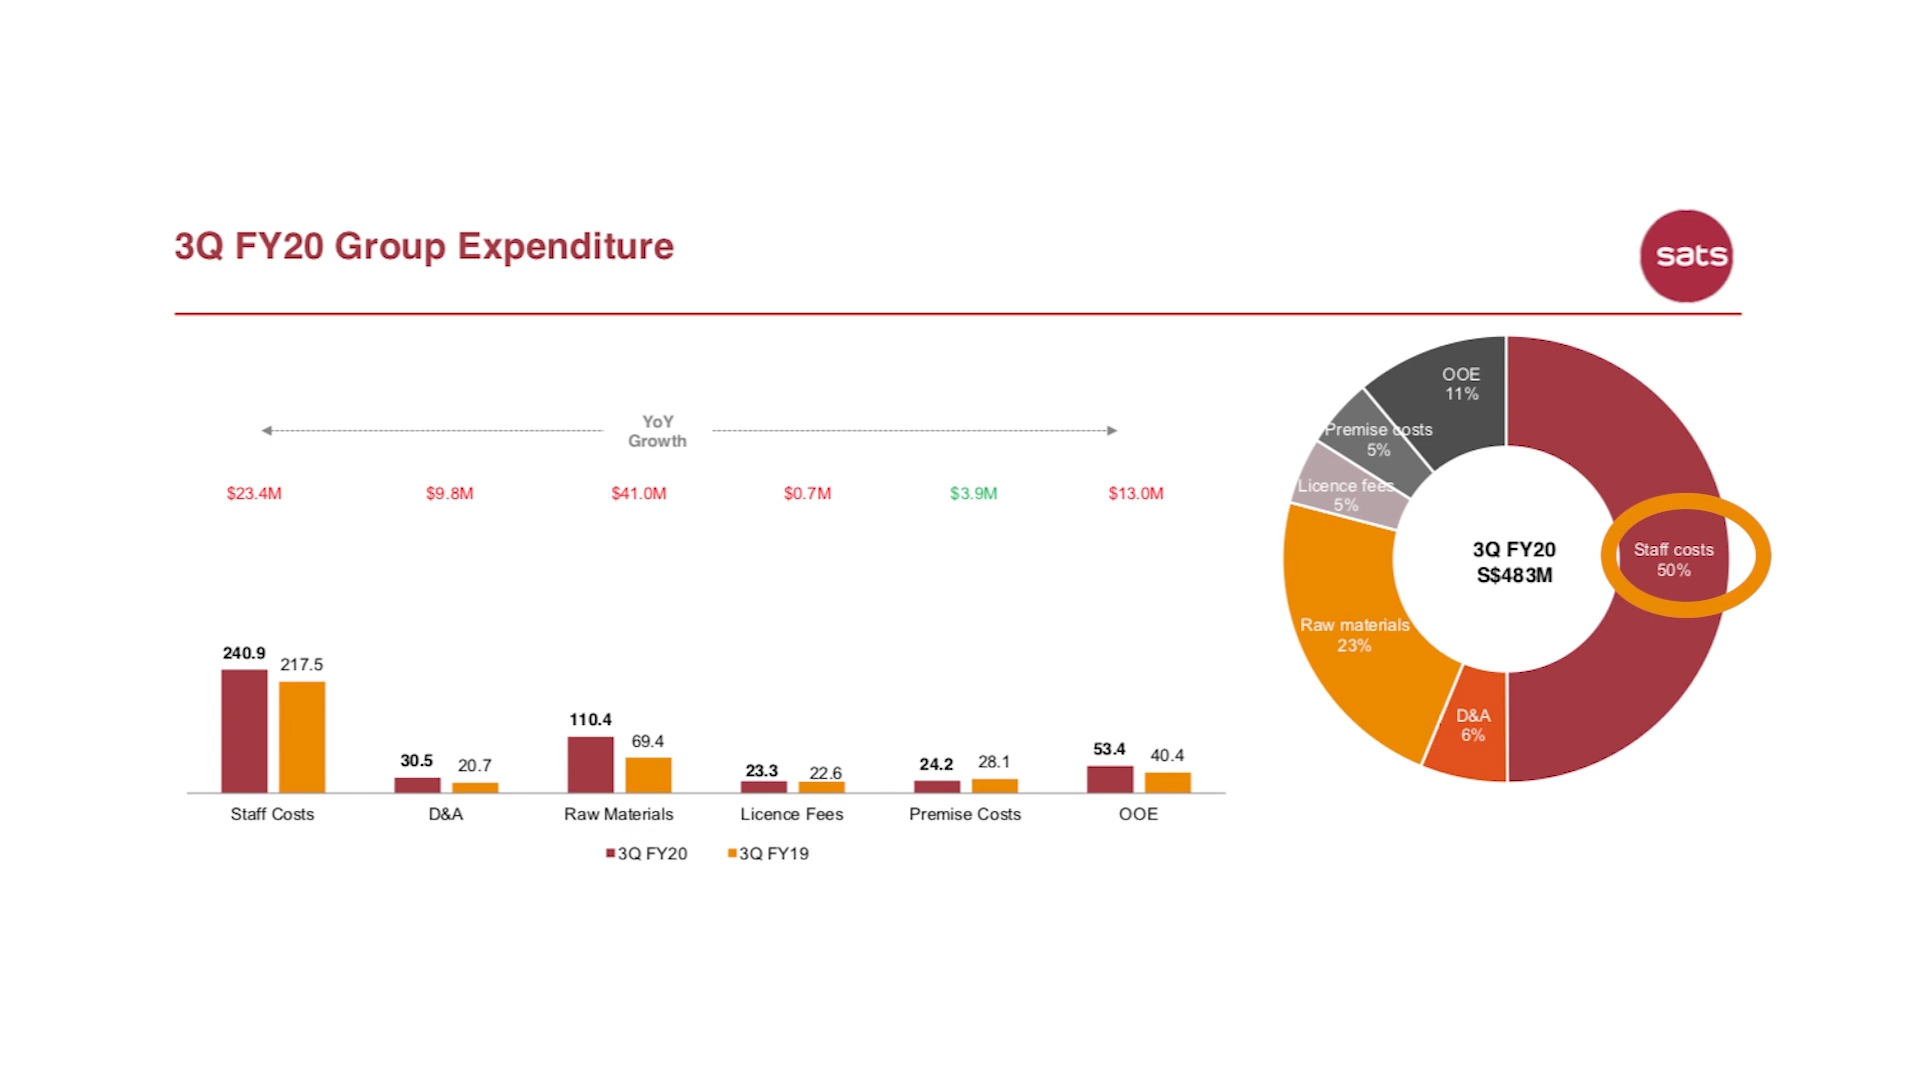 3Q FY20 Group Expenditure
sats
YoY
Growth
$23.4M $9.8M $41.0M $0.7M $3.9M $13.0M
240.9 217.5
30.5 20.7
110.4 69.4
23.3 22.6
24.2 28.1
53.4 40.4
Staff Costs D&A Raw Materials Licence Fees Premise Costs OOE
3Q FY20 3Q FY19
OOE
11%
Premise costs
5%
Licence fees
5%
3Q FY20
S$483M
Staff costs
50%
Raw materials
23%
D&A
6%